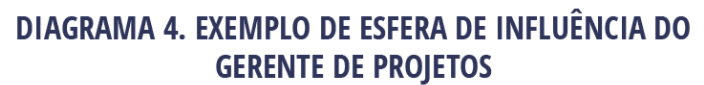 DIAGRAMA 4. EXEMPLO DE ESFERA DE INFLUÊNCIA DO
GERENTE DE PROJETOS